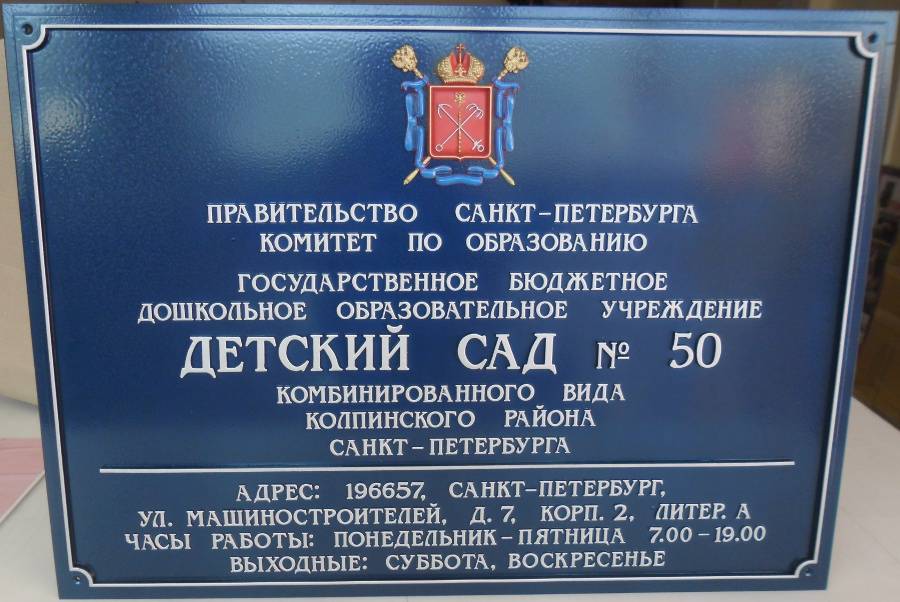 ПРАВИТЕЛЬСТВО САНКТ-ПЕТЕРБУРГА
КОМИТЕТ ПО ОБРАЗОВАНИЮ
ГОСУДАРСТВЕННОЕ БЮДЖЕТНОЕ
ДОШКОЛЬНОЕ ОБРАЗОВАТЕЛЬНОЕ УЧРЕЖДЕНИЕ
ДЕТСКИЙ САД № 50
КОМБИНИРОВАННОГО ВИДА
КОЛПИНСКОГО РАЙОНА
САНКТ-ПЕТЕРБУРГА
АДРЕС: 196657, САНКТ-ПЕТЕРБУРГ,
УЛ. МАШИНОСТРОИТЕЛЕЙ, Д. 7, КОРП. 2, ЛИТЕР. А
ЧАСЫ РАБОТЫ: ПОНЕДЕЛЬНИК-ПЯТНИЦА 7.00-19.00
ВЫХОДНЫЕ: СУББОТА, ВОСКРЕСЕНЬЕ